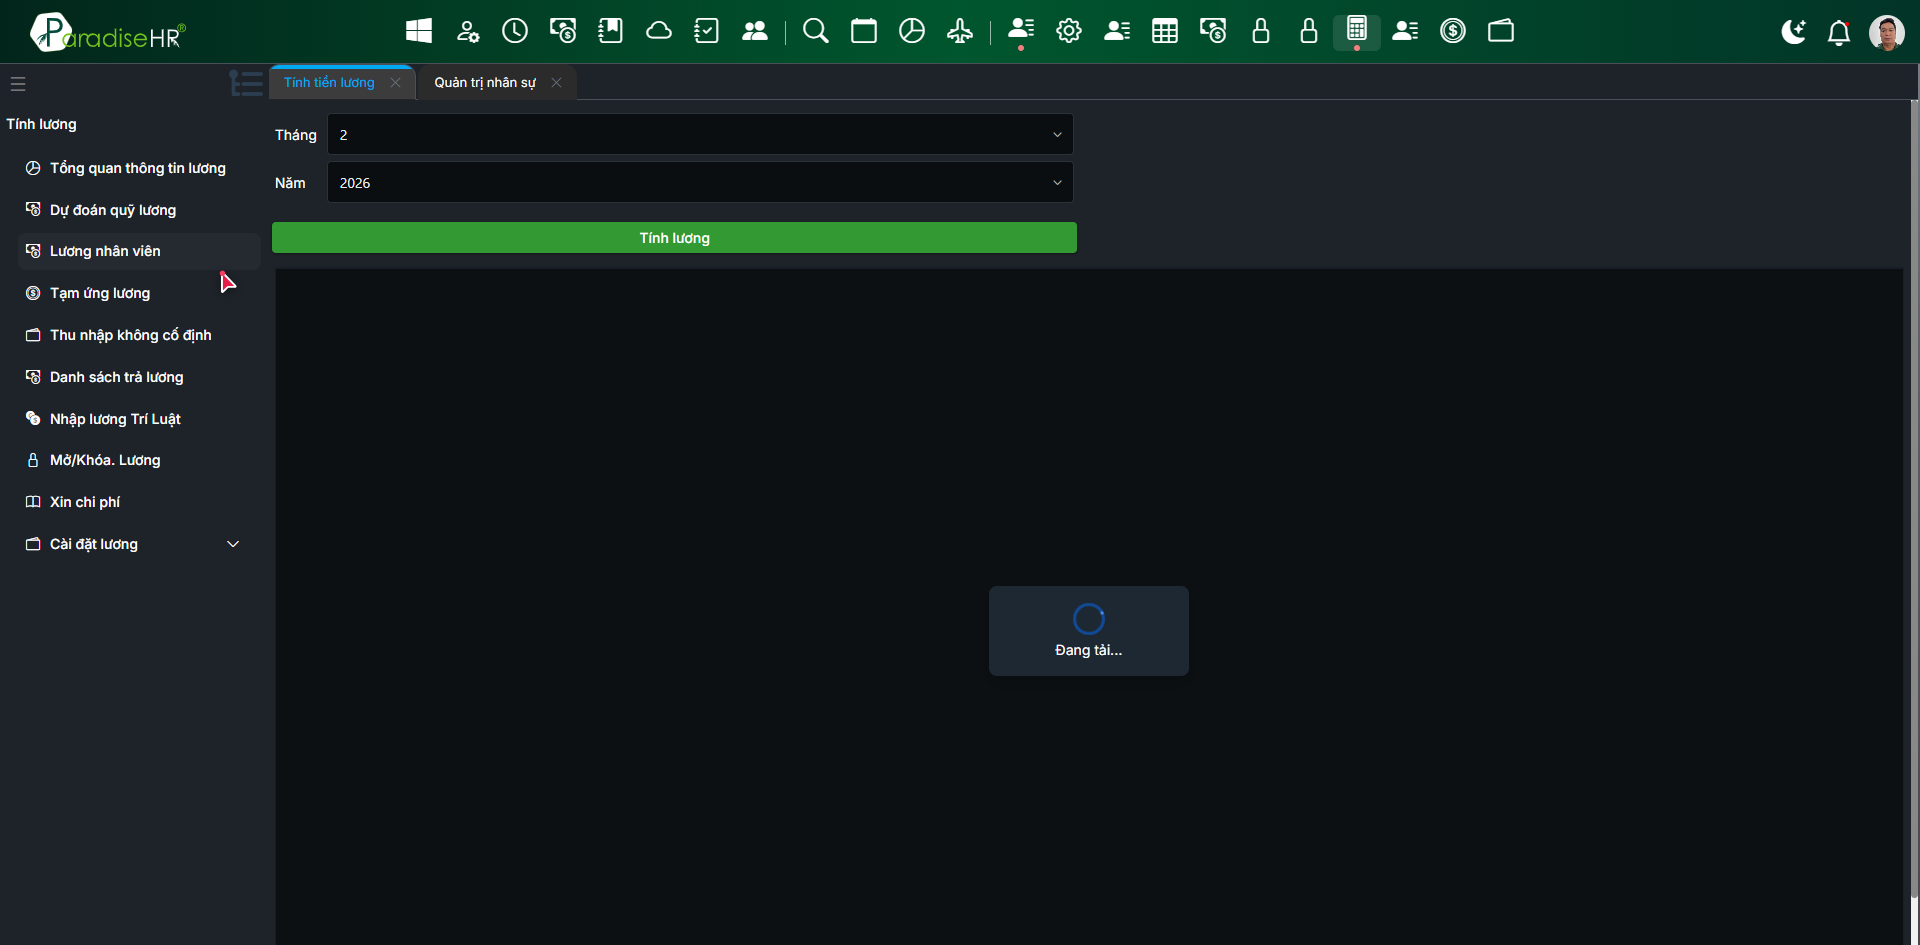 ParadiseHR®
Tính tiền lương
Quản trị nhân sự
Tính lương
Tổng quan thông tin lương
Dự đoán quỹ lương
Lương nhân viên
Tạm ứng lương
Thu nhập không cố định
Danh sách trả lương
Nhập lương Trí Luật
Mở/Khóa. Lương
Xin chi phí
Cài đặt lương
Tháng 2
Năm 2026
Tính lương
Đang tải...